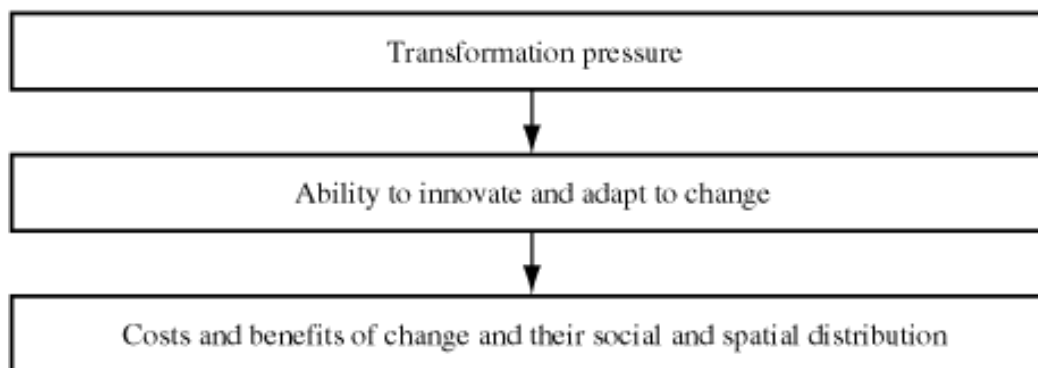 Transformation pressure
Ability to innovate and adapt to change
Costs and benefits of change and their social and spatial distribution